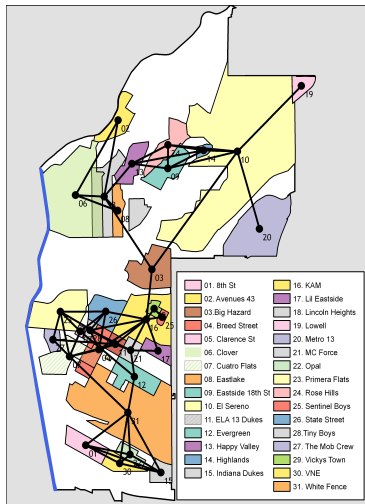 19
02
10
14
13
09
06
08
20
03
26
16
25
17
12
31
01
30
15
01. 8th St
02. Avenues 43
03.Big Hazard
04. Breed Street
05. Clarence St
06. Clover
07. Cuatro Flats
08. Eastlake
09. Eastside 18th St
10. El Sereno
11. ELA 13 Dukes
12. Evergreen
13. Happy Valley
14. Highlands
15. Indiana Dukes
16. KAM
17. Lil Eastside
18. Lincoln Heights
19. Lowell
20. Metro 13
21. MC Force
22. Opal
23. Primera Flats
24. Rose Hills
25. Sentinel Boys
26. State Street
28.Tiny Boys
27. The Mob Crew
29. Vickys Town
30. VNE
31. White Fence